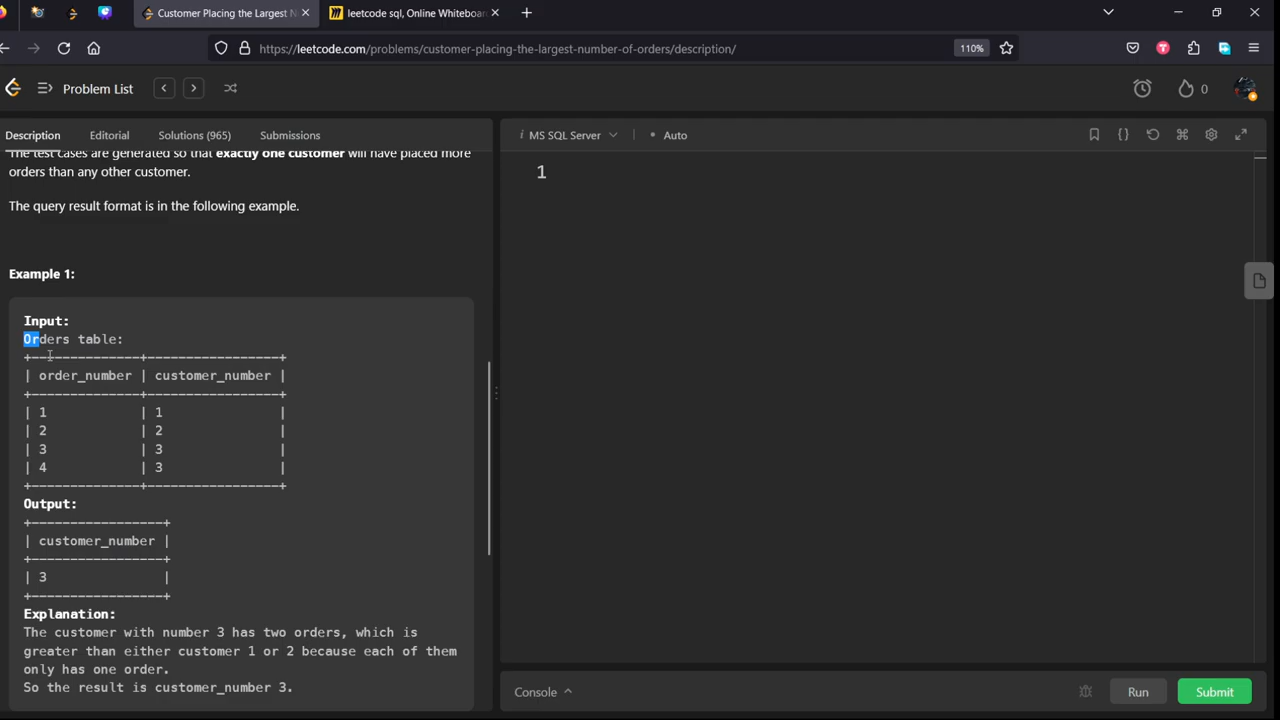 Customer Placing the Largest N
leetcode sql, Online Whiteboard
https://leetcode.com/problems/customer-placing-the-largest-number-of-orders/description/
110%
Problem List
0
Description
Editorial
Solutions (965)
Submissions
The test cases are generated so that exactly one customer will have placed more
orders than any other customer.
The query result format is in the following example.
Example 1:
Input:
Orders table:
+--------------+-----------------+
| order_number | customer_number |
+--------------+-----------------+
| 1            | 1               |
| 2            | 2               |
| 3            | 3               |
| 4            | 3               |
+--------------+-----------------+
Output:
+-----------------+
| customer_number |
+-----------------+
| 3               |
+-----------------+
Explanation:
The customer with number 3 has two orders, which is
greater than either customer 1 or 2 because each of them
only has one order.
So the result is customer_number 3.
i MS SQL Server
Auto
{}
1
Console
Run
Submit